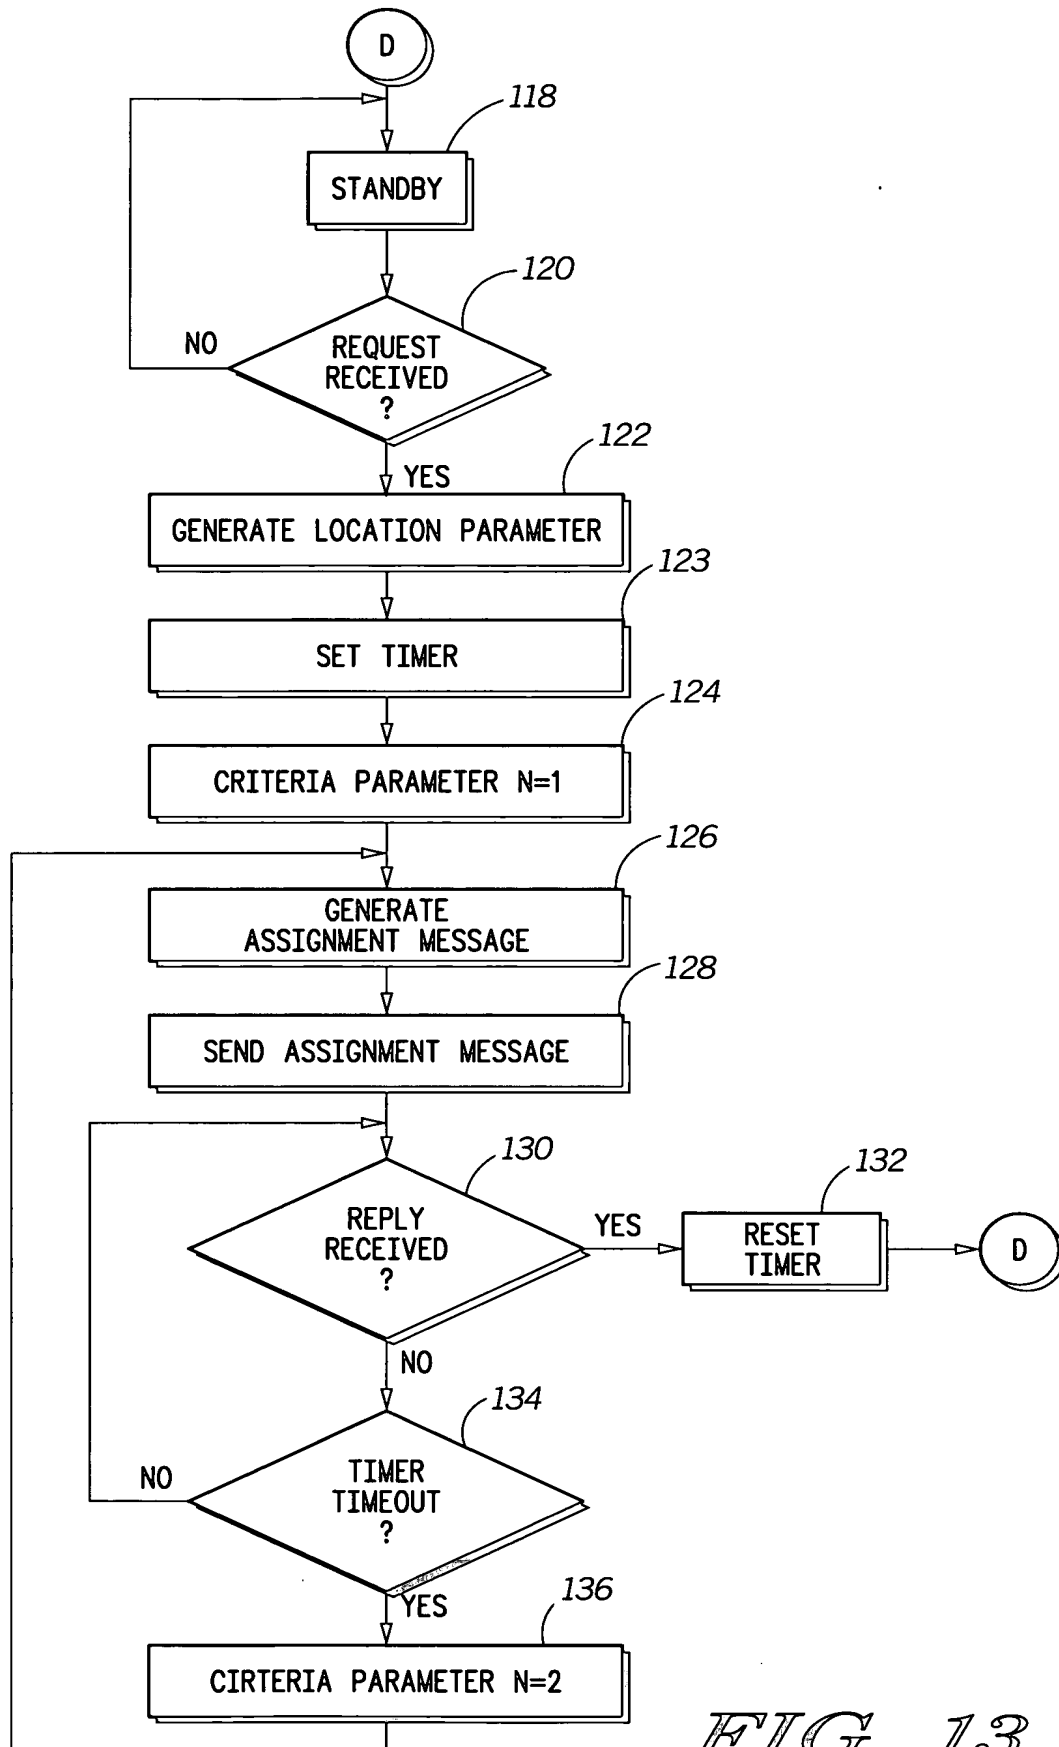 D
118
STANDBY
120
NO
REQUEST
RECEIVED
?
122
YES
GENERATE LOCATION PARAMETER
123
SET TIMER
124
CRITERIA PARAMETER N=1
126
GENERATE
ASSIGNMENT MESSAGE
128
SEND ASSIGNMENT MESSAGE
130
132
REPLY
RECEIVED
?
YES
RESET
TIMER
D
NO
134
NO
TIMER
TIMEOUT
?
YES
136
CIRTERIA PARAMETER N=2
FIG. 13